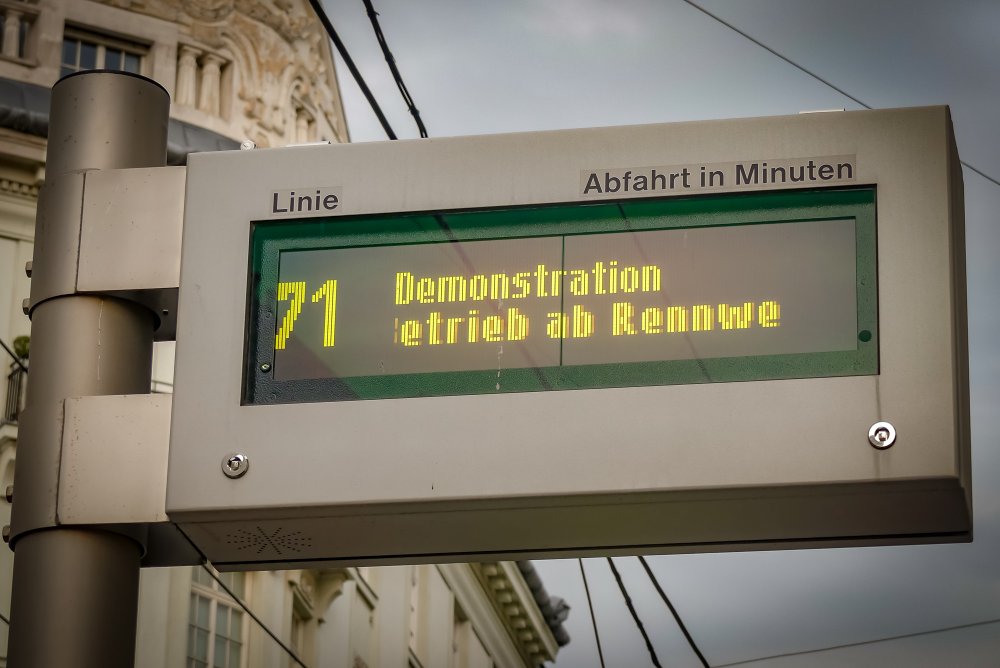 Linie
Abfahrt in Minuten
71
Demonstration
etrieb ab Rennwe